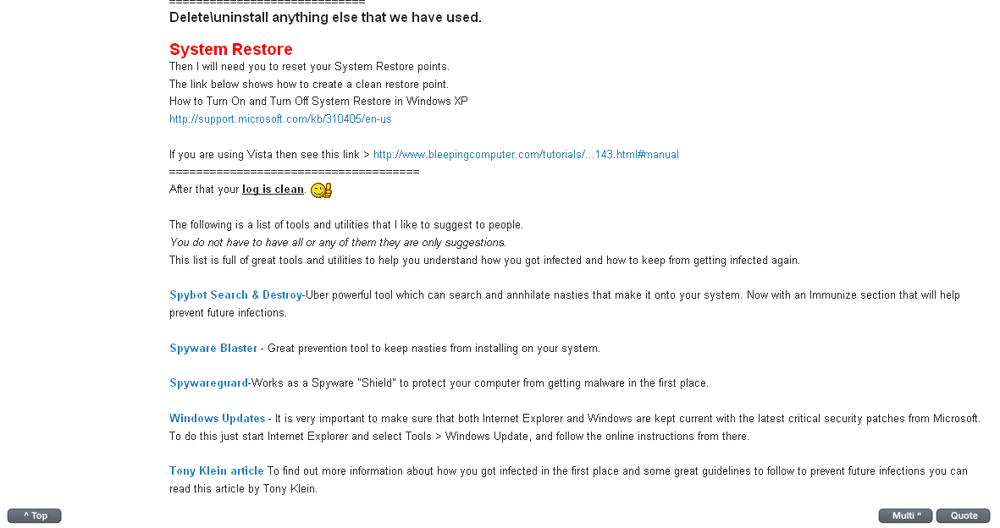 =============================
Delete\uninstall anything else that we have used.
System Restore
Then I will need you to reset your System Restore points.
The link below shows how to create a clean restore point.
How to Turn On and Turn Off System Restore in Windows XP
http://support.microsoft.com/kb/310405/en-us
If you are using Vista then see this link > http://www.bleepingcomputer.com/tutorials/...143.html#manual
=====================================
After that your log is clean.
The following is a list of tools and utilities that I like to suggest to people.
You do not have to have all or any of them they are only suggestions.
This list is full of great tools and utilities to help you understand how you got infected and how to keep from getting infected again.
Spybot Search & Destroy-Uber powerful tool which can search and annhilate nasties that make it onto your system. Now with an Immunize section that will help
prevent future infections.
Spyware Blaster - Great prevention tool to keep nasties from installing on your system.
Spywareguard-Works as a Spyware "Shield" to protect your computer from getting malware in the first place.
Windows Updates - It is very important to make sure that both Internet Explorer and Windows are kept current with the latest critical security patches from Microsoft.
To do this just start Internet Explorer and select Tools > Windows Update, and follow the online instructions from there.
Tony Klein article To find out more information about how you got infected in the first place and some great guidelines to follow to prevent future infections you can
read this article by Tony Klein.
^ Top
Multi “
Quote